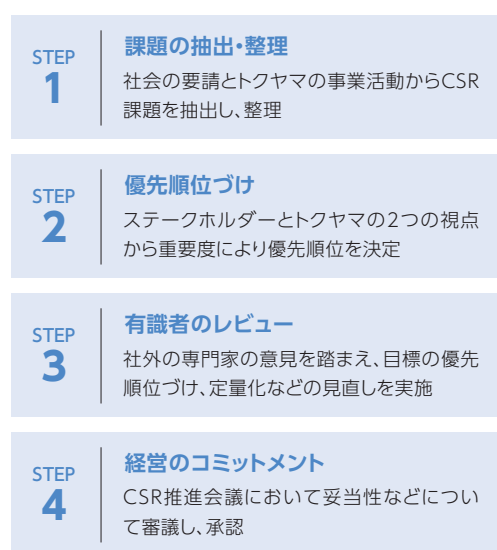 STEP
1
課題の抽出・整理
社会の要請とトクヤマの事業活動からCSR
課題を抽出し、整理
STEP
2
優先順位づけ
ステークホルダーとトクヤマの2つの視点
から重要度により優先順位を決定
STEP
3
有識者のレビュー
社外の専門家の意見を踏まえ、目標の優先
順位づけ、定量化などの見直しを実施
STEP
4
経営のコミットメント
CSR推進会議において妥当性などについ
て審議し、承認